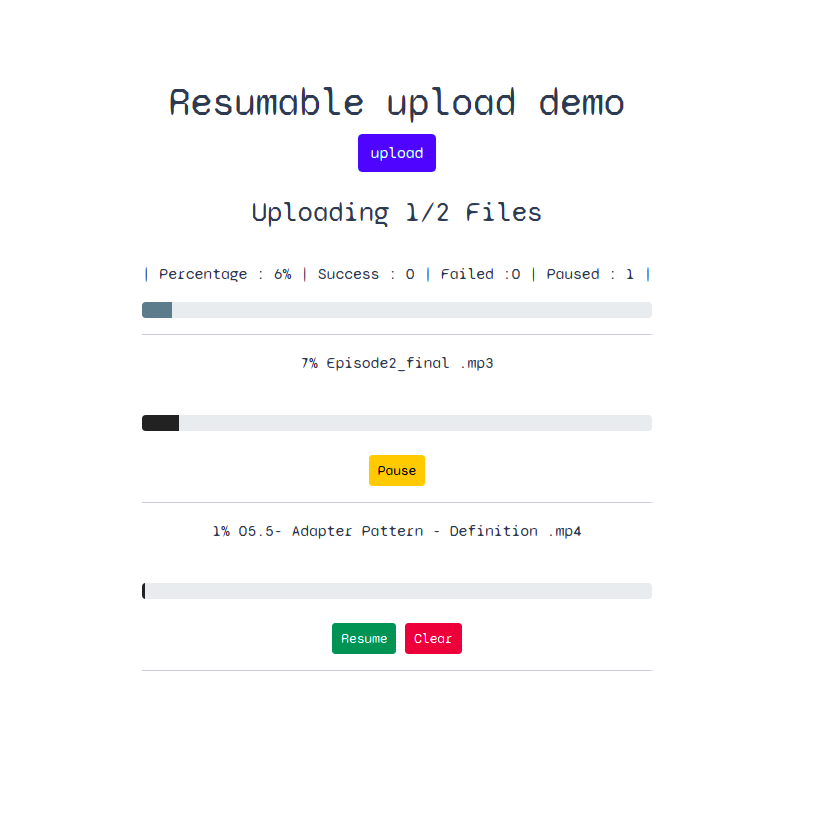 Resumable upload demo
upload
Uploading 1/2 Files
| Percentage : 6% | Success : 0 | Failed :0 | Paused : 1 |
7% Episode2_final .mp3
Pause
1% 05.5- Adapter Pattern - Definition .mp4
Resume Clear